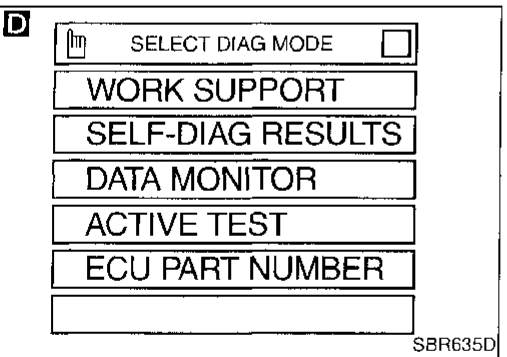 D
SELECT DIAG MODE
WORK SUPPORT
SELF-DIAG RESULTS
DATA MONITOR
ACTIVE TEST
ECU PART NUMBER
SBR635D